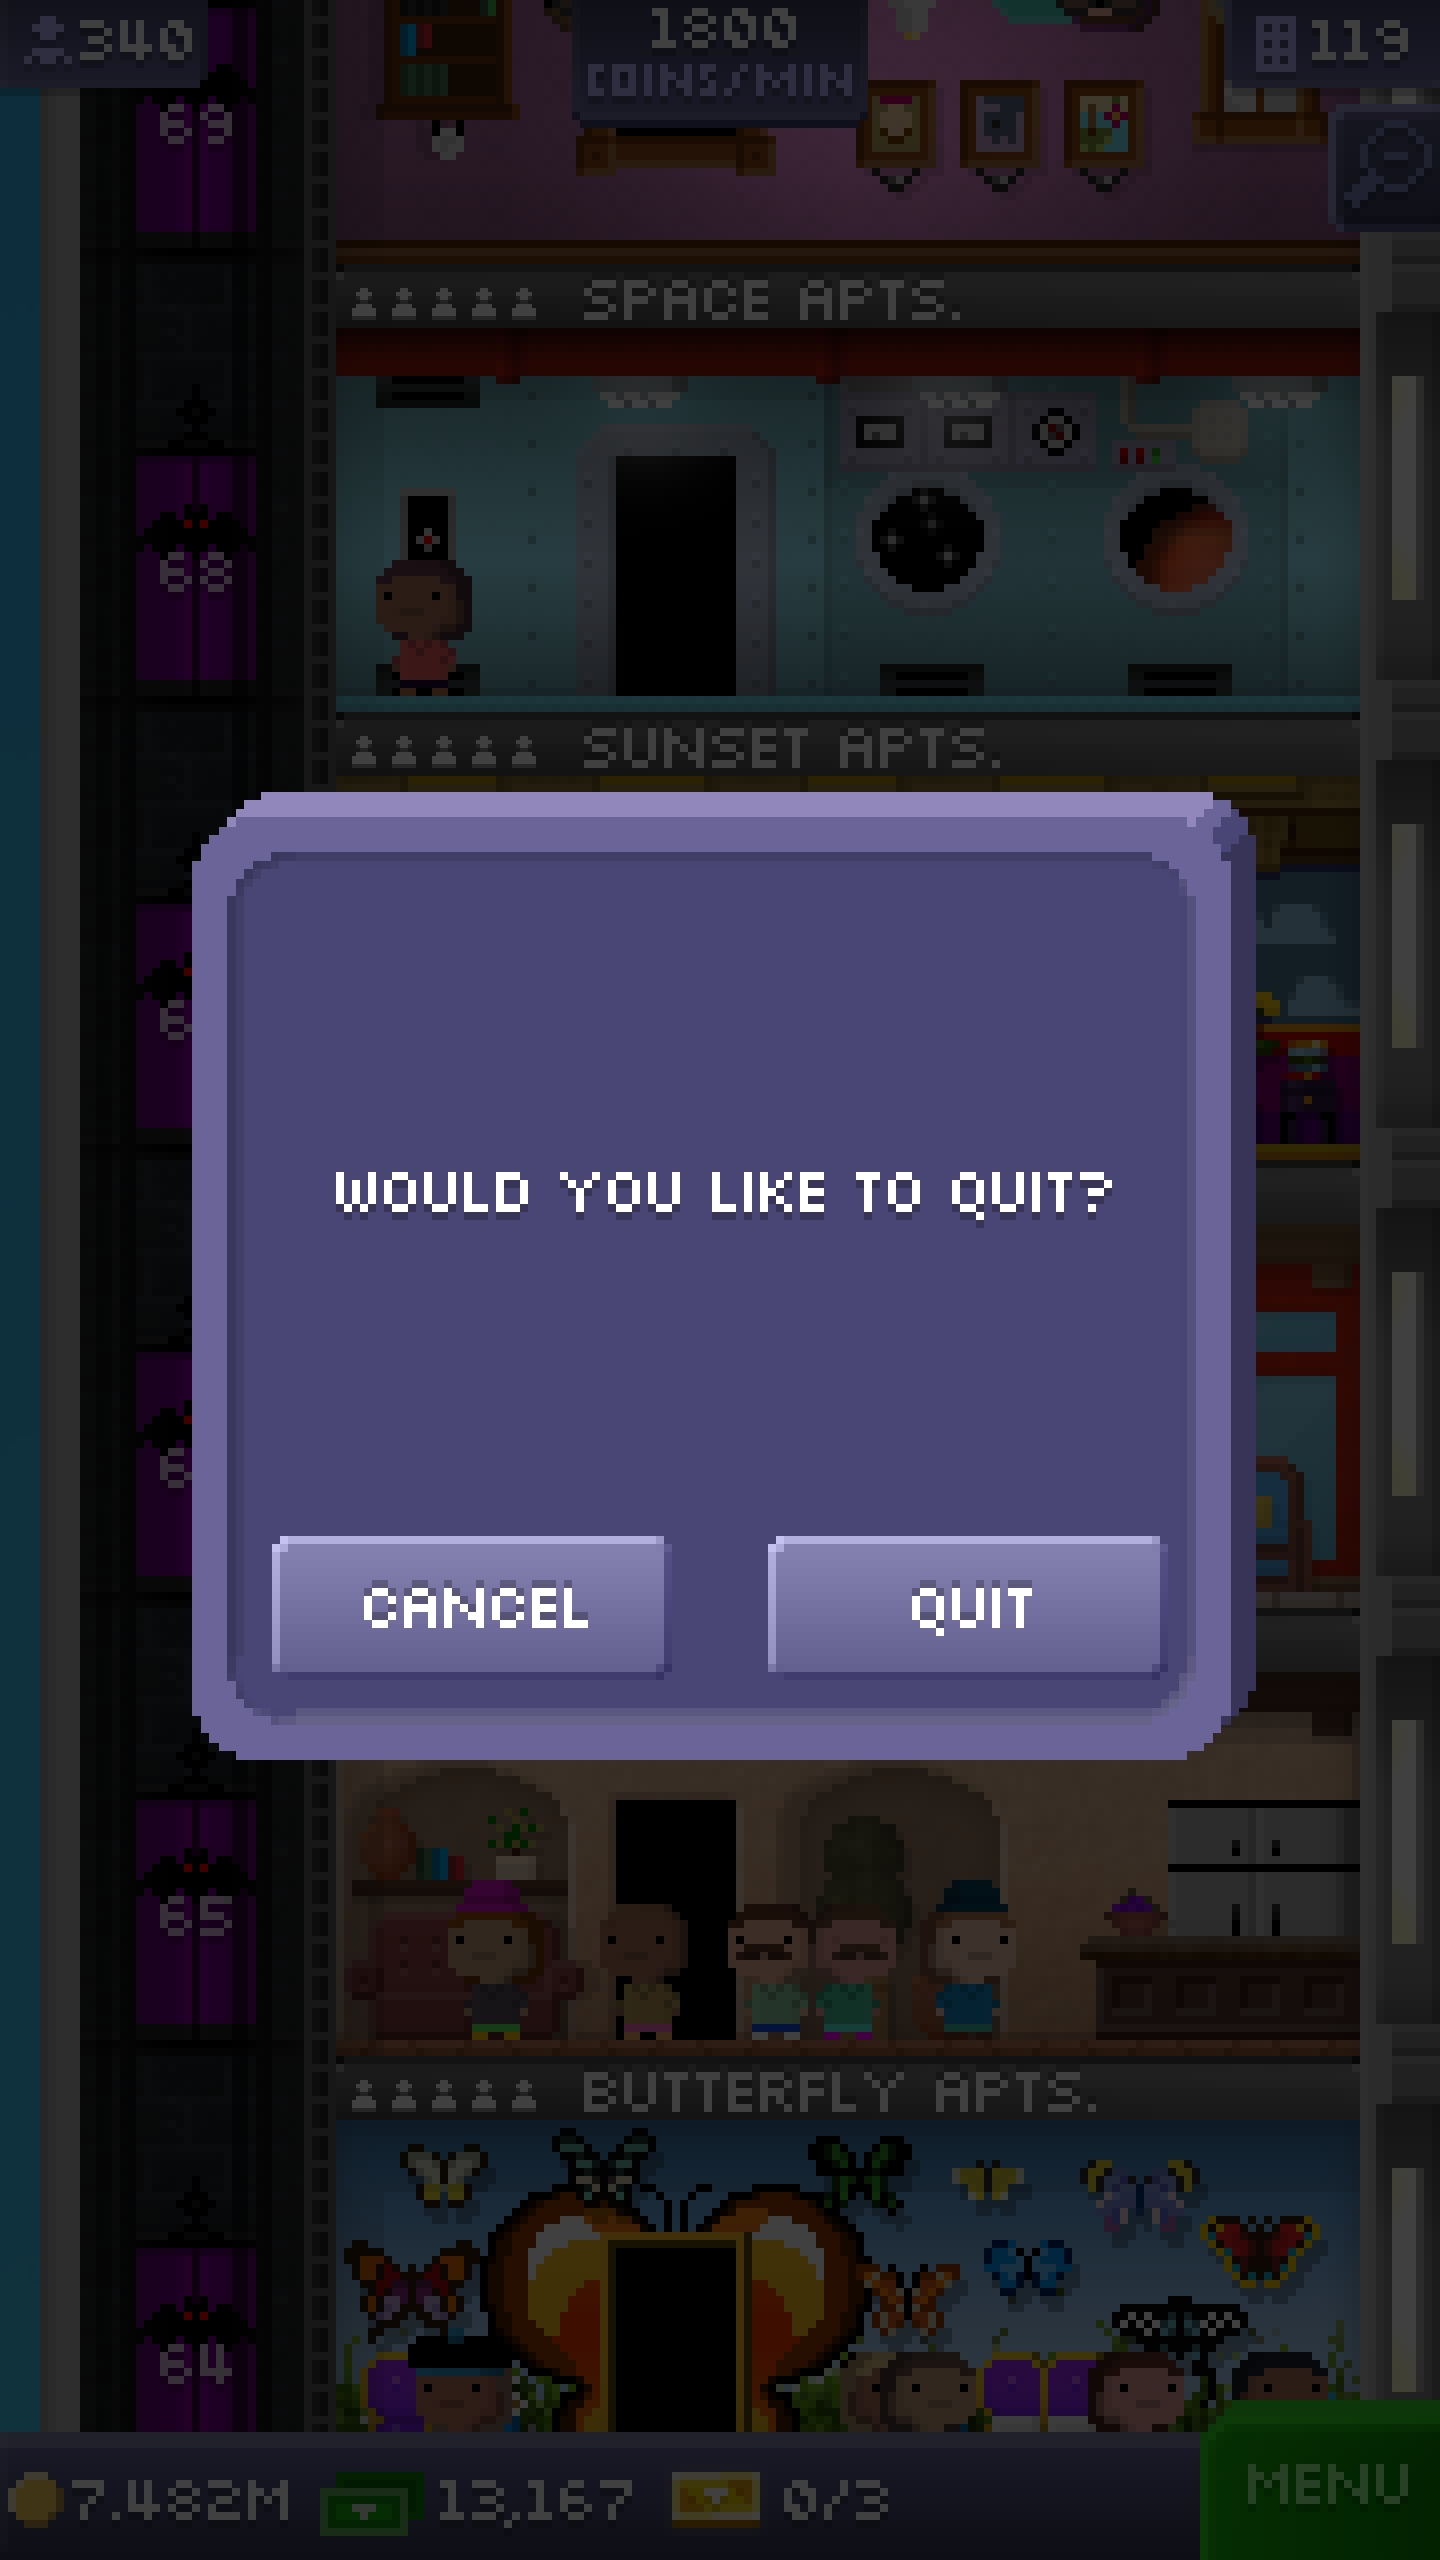 340
1800
COINS/MIN
119
69
SPACE APTS.
68
SUNSET APTS.
WOULD YOU LIKE TO QUIT?
CANCEL
QUIT
65
BUTTERFLY APTS.
64
7.482M
13,167
0/3
MENU